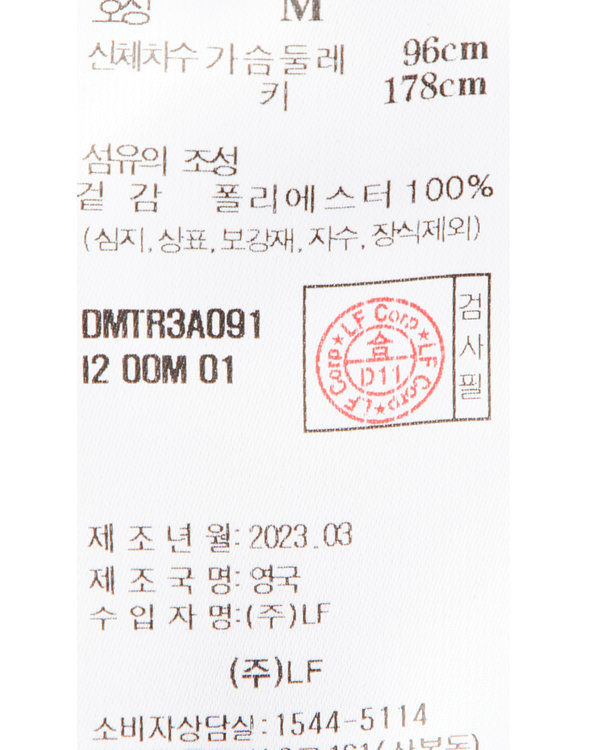 호칭 M
신체치수 가슴둘레 96cm
키 178cm
섬유의 조성
겉 감 폴리에스터 100%
(심지, 상표, 보강재, 자수, 장식제외)
DMTR3A091
I2 00M 01
LF Corp ★ LF Corp ★ LF Corp ★
합
D11
검사필
제 조 년 월: 2023.03
제 조 국 명: 영국
수 입 자 명:(주)LF
(주)LF
소비자상담실: 1544-5114